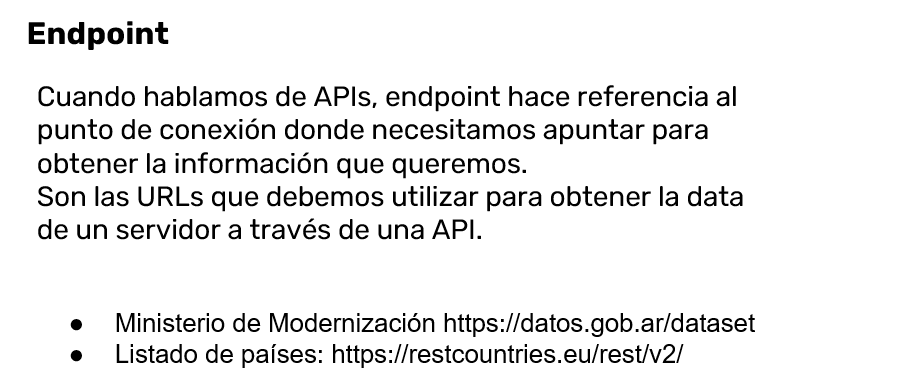 Endpoint
Cuando hablamos de APIs, endpoint hace referencia al
punto de conexión donde necesitamos apuntar para
obtener la información que queremos.
Son las URLs que debemos utilizar para obtener la data
de un servidor a través de una API.
● Ministerio de Modernización https://datos.gob.ar/dataset
● Listado de países: https://restcountries.eu/rest/v2/